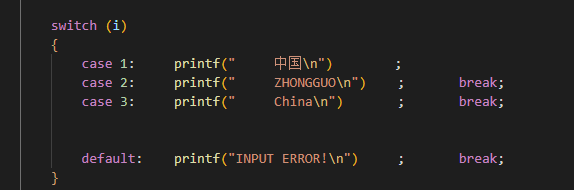 switch (i)
{
case 1: printf("     中国\n") ;
case 2: printf("     ZHONGGUO\n") ; break;
case 3: printf("     China\n") ; break;
default: printf("INPUT ERROR!\n") ; break;
}